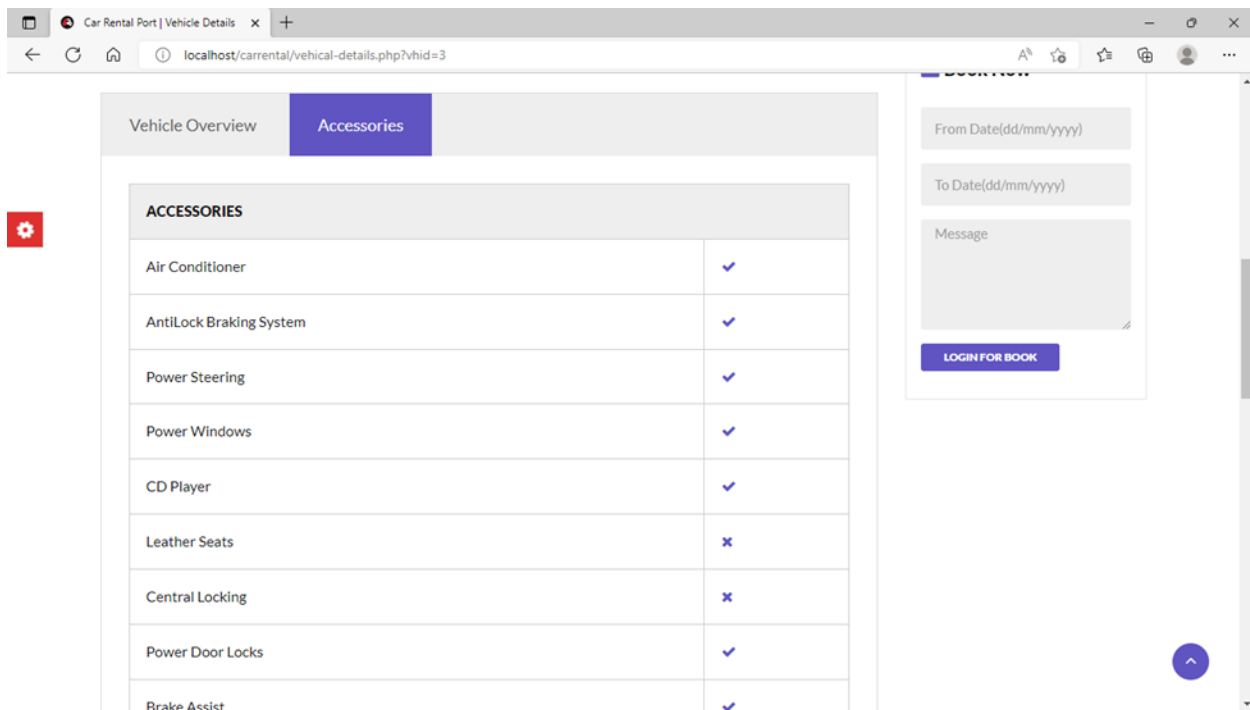 Car Rental Port | Vehicle Details
localhost/carrental/vehical-details.php?vhid=3
Vehicle Overview
Accessories
ACCESSORIES
Air Conditioner
AntiLock Braking System
Power Steering
Power Windows
CD Player
Leather Seats
Central Locking
Power Door Locks
Brake Assist
Book Now
From Date(dd/mm/yyyy)
To Date(dd/mm/yyyy)
Message
LOGIN FOR BOOK